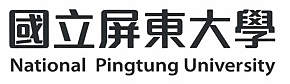 國立屏東大學
National Pingtung University